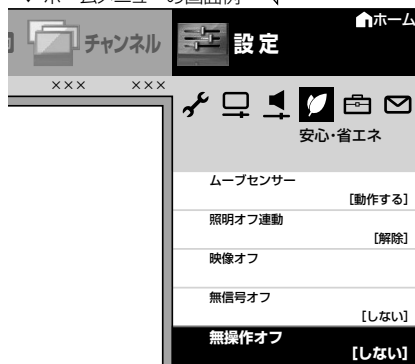 ホームメニューの画面例
ホーム
チャンネル
設定
××× ×××
安心・省エネ
ムーブセンサー
[動作する]
照明オフ連動
[解除]
映像オフ
無信号オフ
[しない]
無操作オフ
[しない]